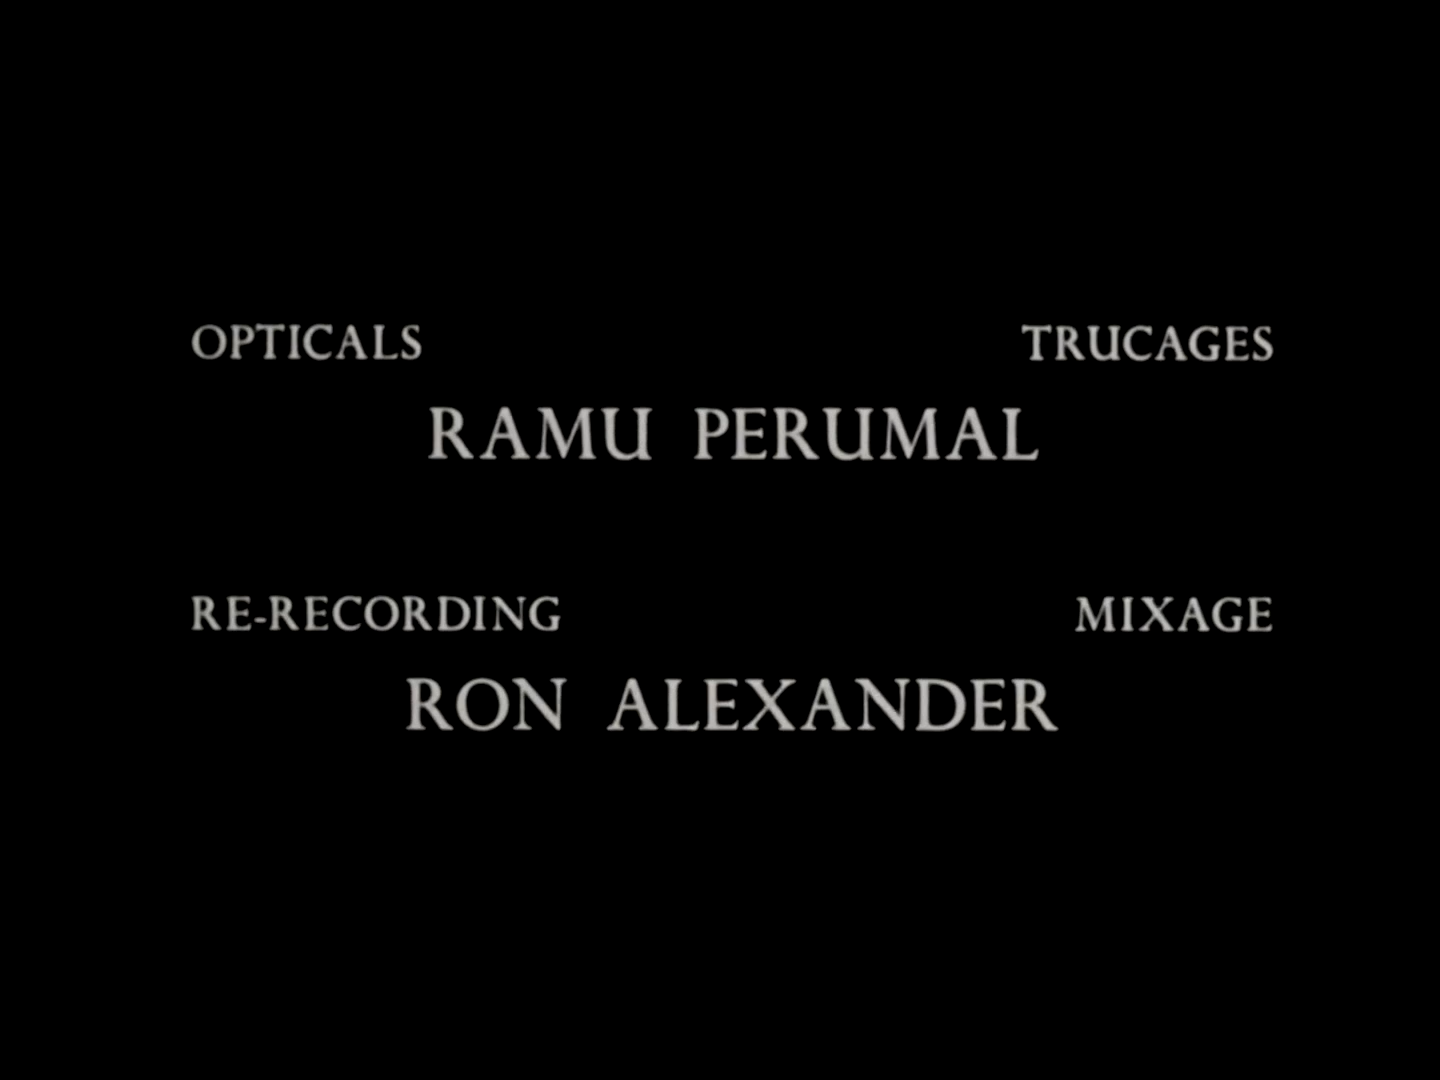 OPTICALS TRUCAGES
RAMU PERUMAL
RE-RECORDING MIXAGE
RON ALEXANDER